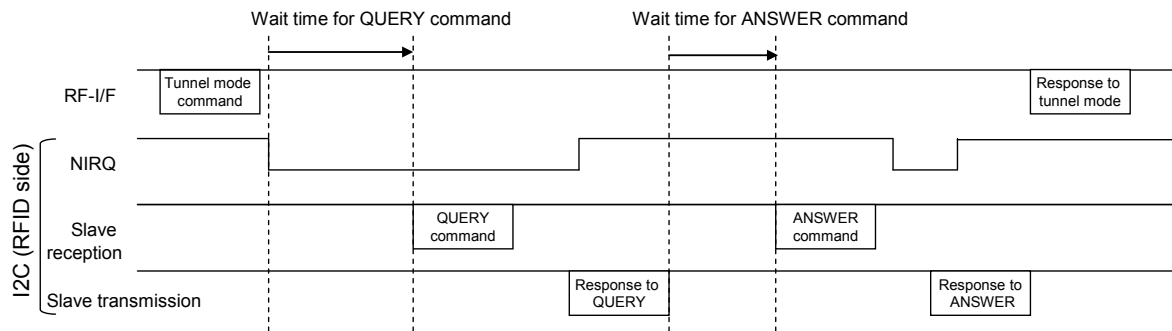 Wait time for QUERY command
Wait time for ANSWER command
RF-I/F
Tunnel mode
command
Response to
tunnel mode
I2C (RFID side)
NIRQ
Slave
reception
QUERY
command
ANSWER
command
Slave transmission
Response to
QUERY
Response to
ANSWER